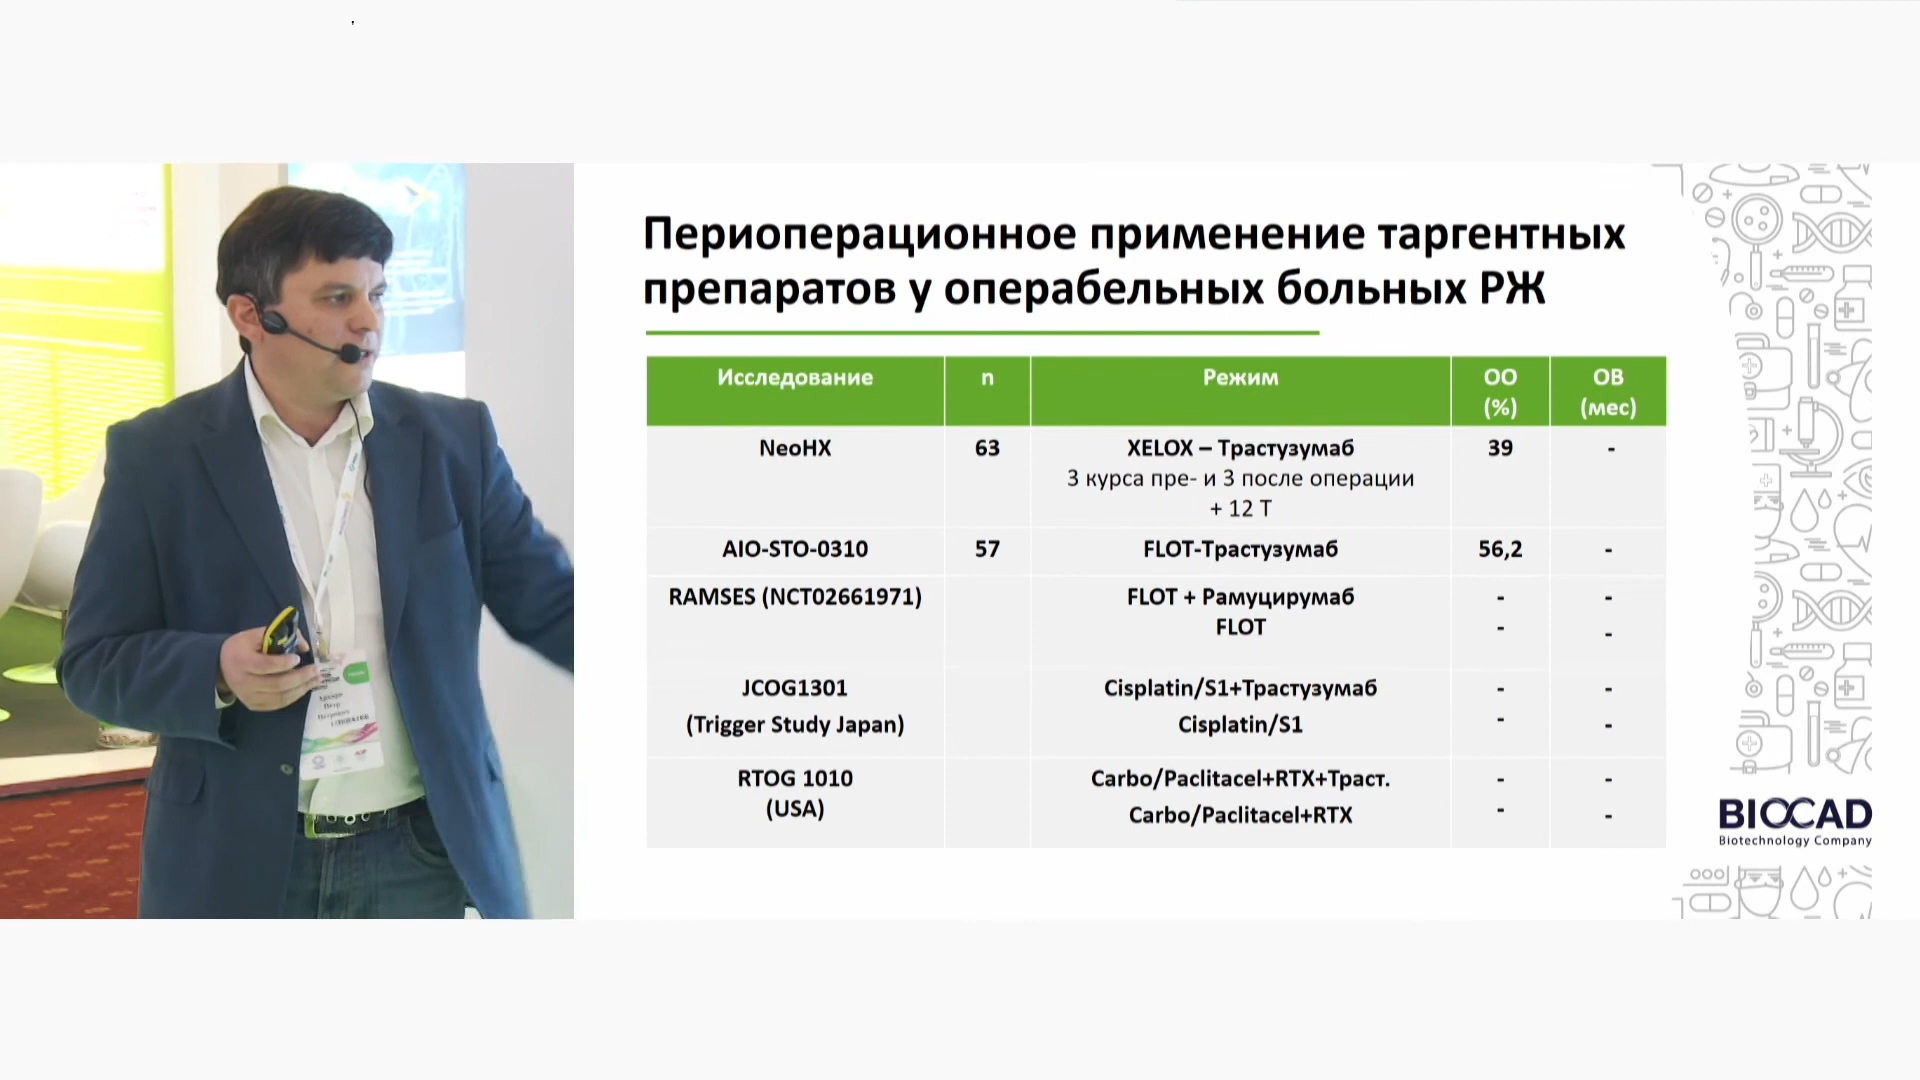 Периоперационное применение таргентных
препаратов у операбельных больных РЖ
Исследование n Режим ОО (%) ОВ (мес)
NeoHX 63 XELOX – Трастузумаб 39 -
3 курса пре- и 3 после операции
+ 12 Т
AIO-STO-0310 57 FLOT-Трастузумаб 56,2 -
RAMSES (NCT02661971) FLOT + Рамуцирумаб - -
FLOT - -
JCOG1301 Cisplatin/S1+Трастузумаб - -
(Trigger Study Japan) Cisplatin/S1 - -
RTOG 1010 Carbo/Paclitacel+RTX+Траст. - -
(USA) Carbo/Paclitacel+RTX - -
BIOCAD
Biotechnology Company